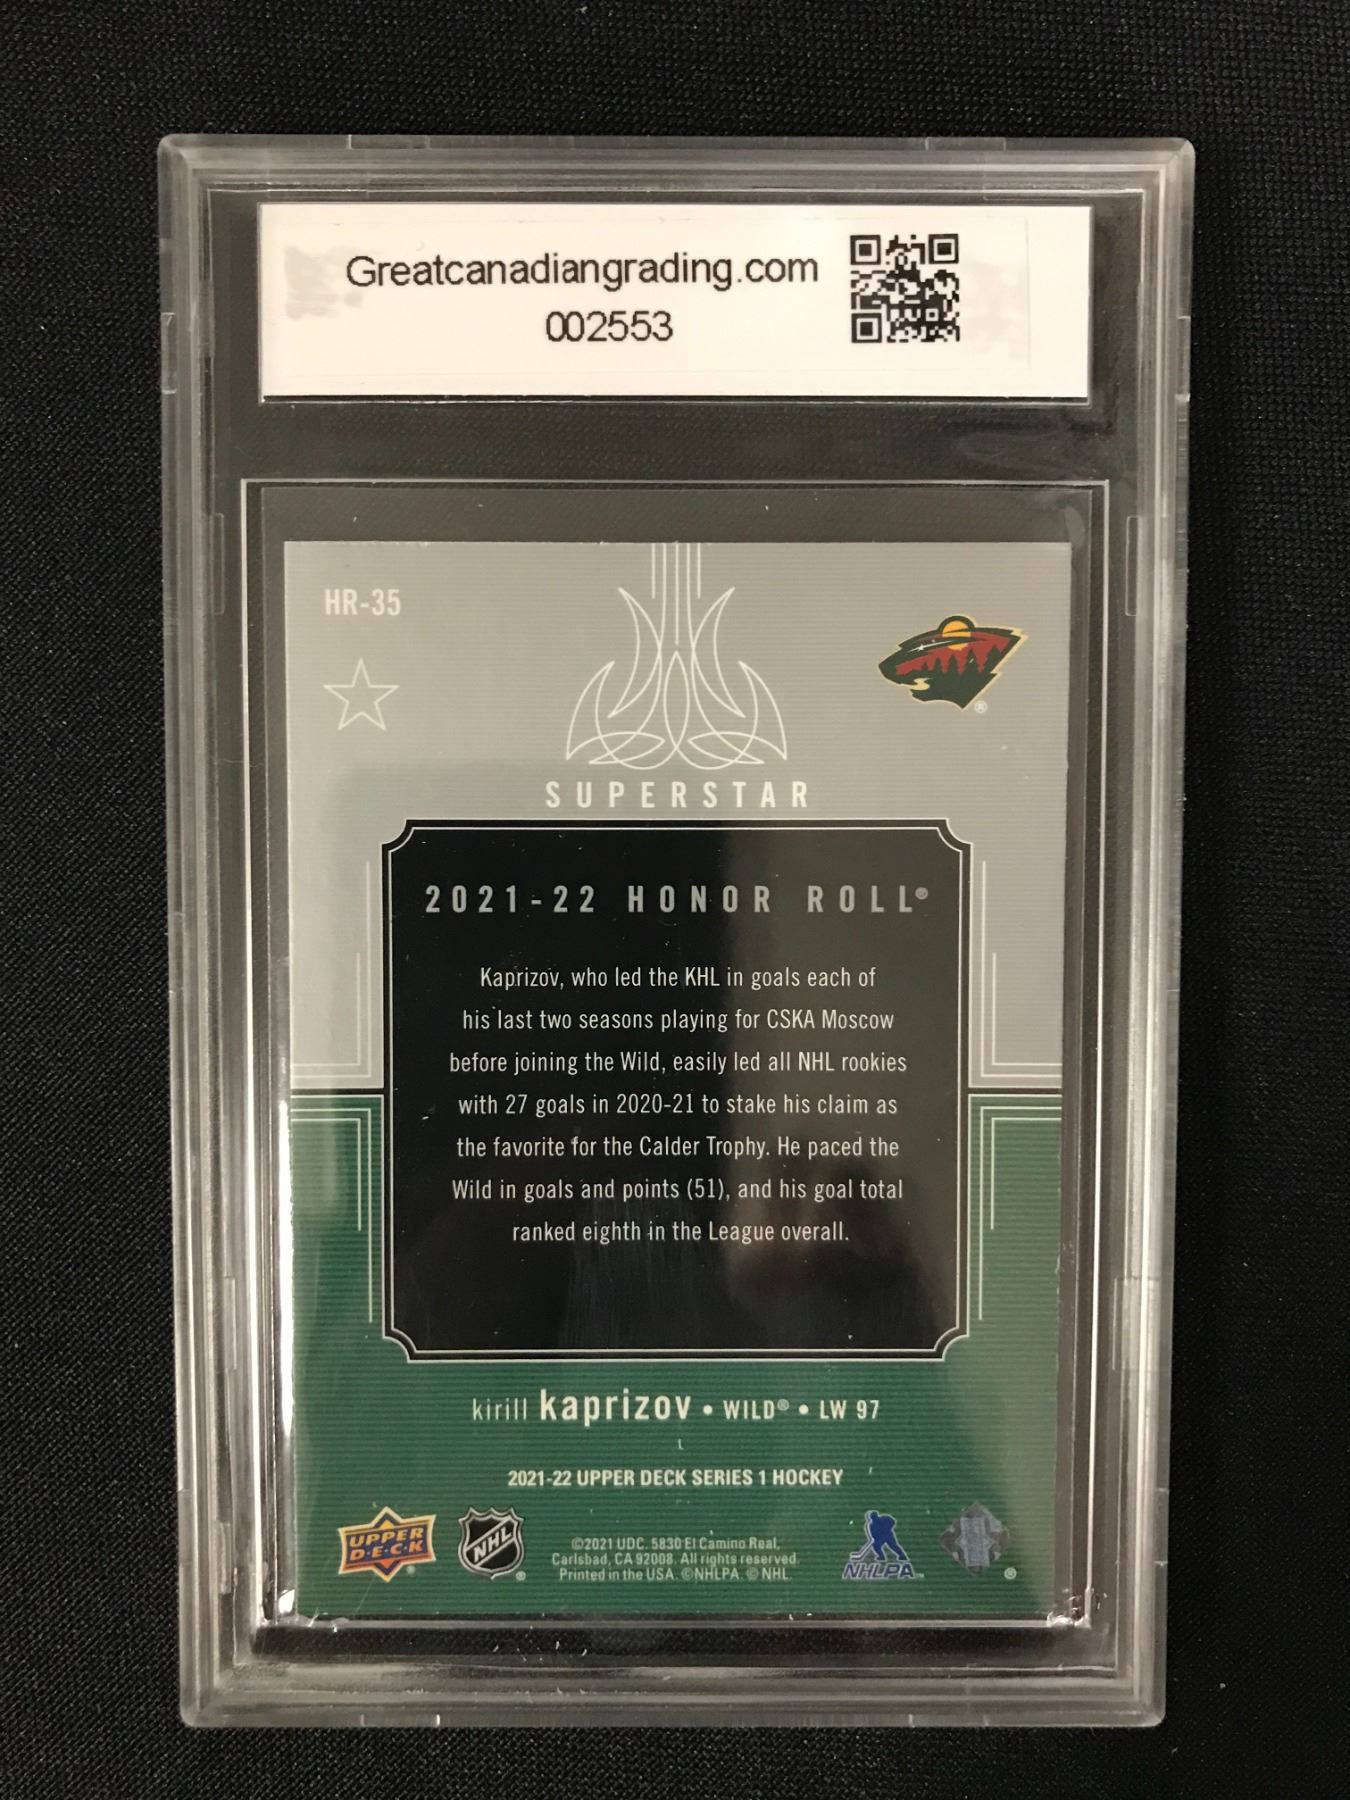 Greatcanadiangrading.com
002553
HR-35
SUPERSTAR
2021-22 HONOR ROLL®
Kaprizov, who led the KHL in goals each of
his last two seasons playing for CSKA Moscow
before joining the Wild, easily led all NHL rookies
with 27 goals in 2020-21 to stake his claim as
the favorite for the Calder Trophy. He paced the
Wild in goals and points (51), and his goal total
ranked eighth in the League overall.
kirill kaprizov • WILD® • LW 97
2021-22 UPPER DECK SERIES 1 HOCKEY
UPPER
D·E·C·K
NHL
©2021 UDC. 5830 El Camino Real,
Carlsbad, CA 92008. All rights reserved.
Printed in the USA. ©NHLPA. © NHL.
NHLPA